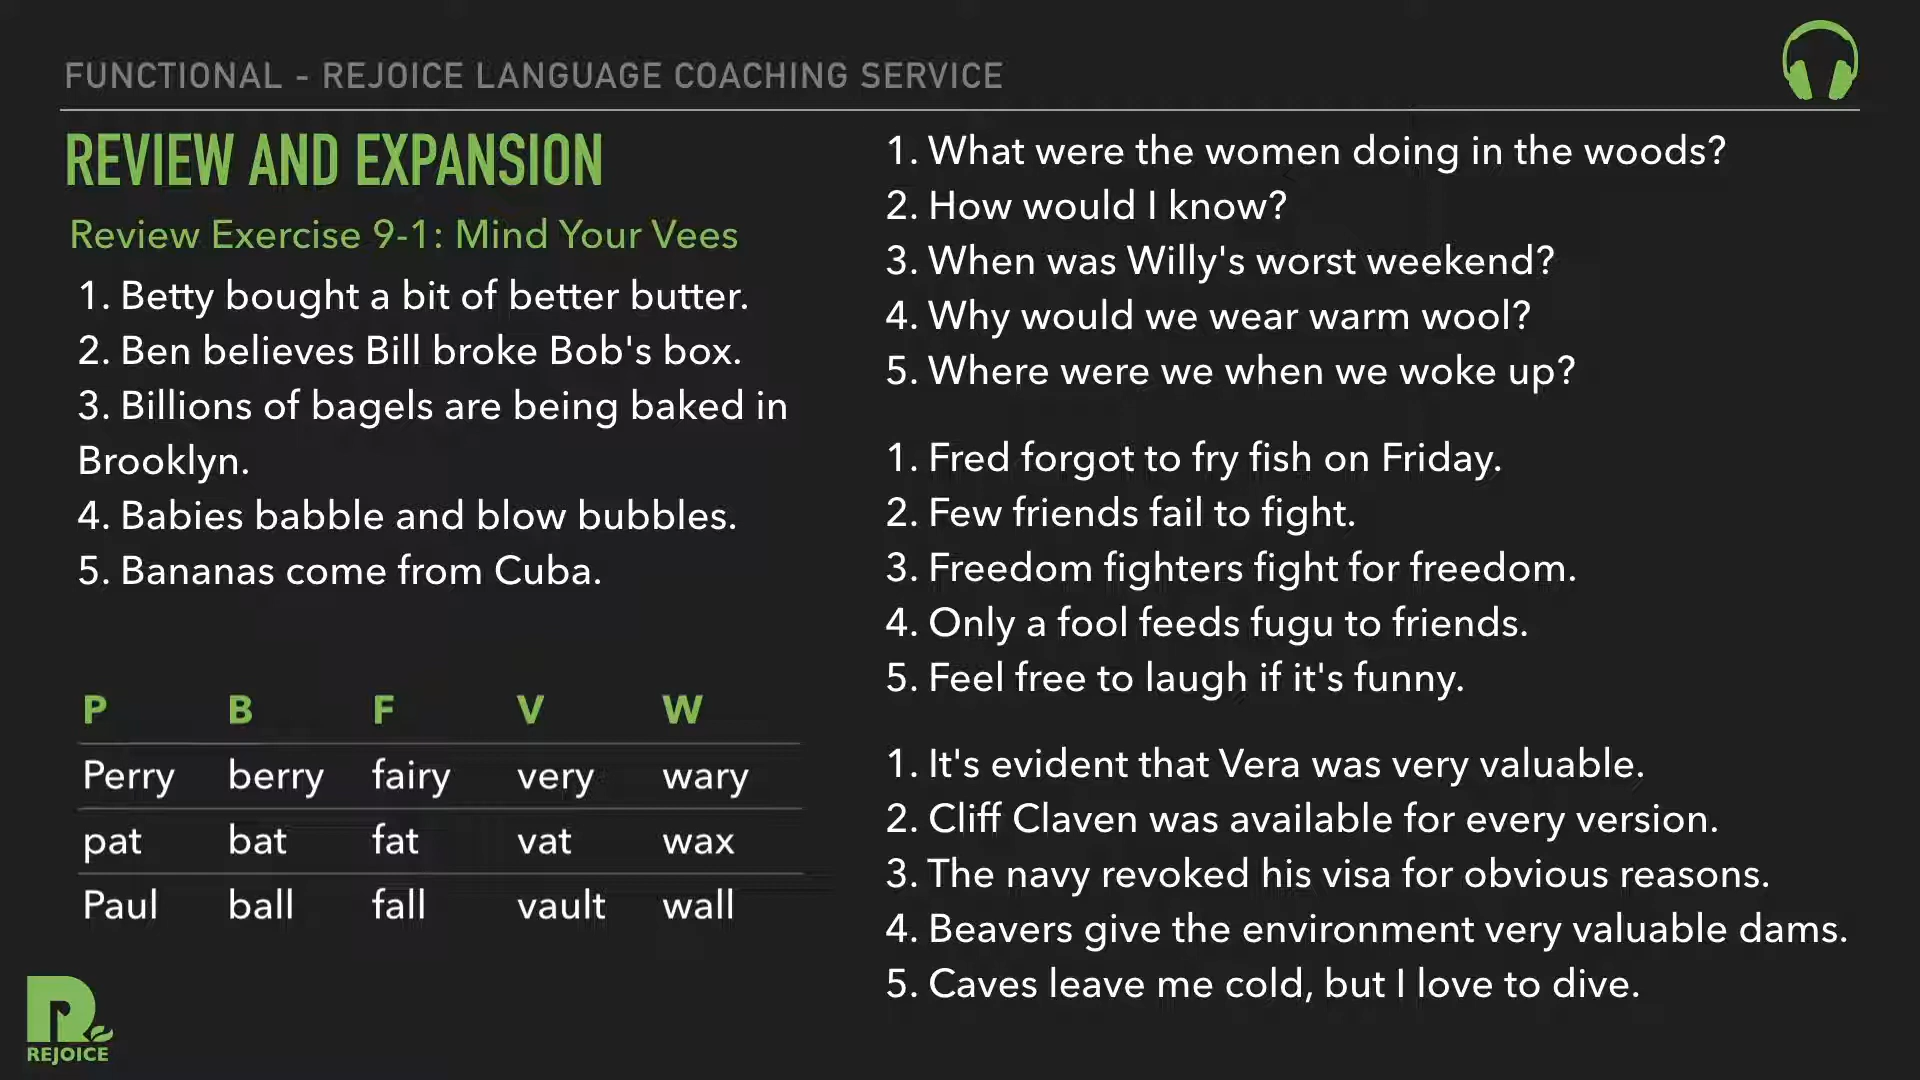 FUNCTIONAL - REJOICE LANGUAGE COACHING SERVICE
REVIEW AND EXPANSION
Review Exercise 9-1: Mind Your Vees
1. Betty bought a bit of better butter.
2. Ben believes Bill broke Bob's box.
3. Billions of bagels are being baked in
Brooklyn.
4. Babies babble and blow bubbles.
5. Bananas come from Cuba.
P B F V W
Perry berry fairy very wary
pat bat fat vat wax
Paul ball fall vault wall
REJOICE
1. What were the women doing in the woods?
2. How would I know?
3. When was Willy's worst weekend?
4. Why would we wear warm wool?
5. Where were we when we woke up?
1. Fred forgot to fry fish on Friday.
2. Few friends fail to fight.
3. Freedom fighters fight for freedom.
4. Only a fool feeds fugu to friends.
5. Feel free to laugh if it's funny.
1. It's evident that Vera was very valuable.
2. Cliff Claven was available for every version.
3. The navy revoked his visa for obvious reasons.
4. Beavers give the environment very valuable dams.
5. Caves leave me cold, but I love to dive.